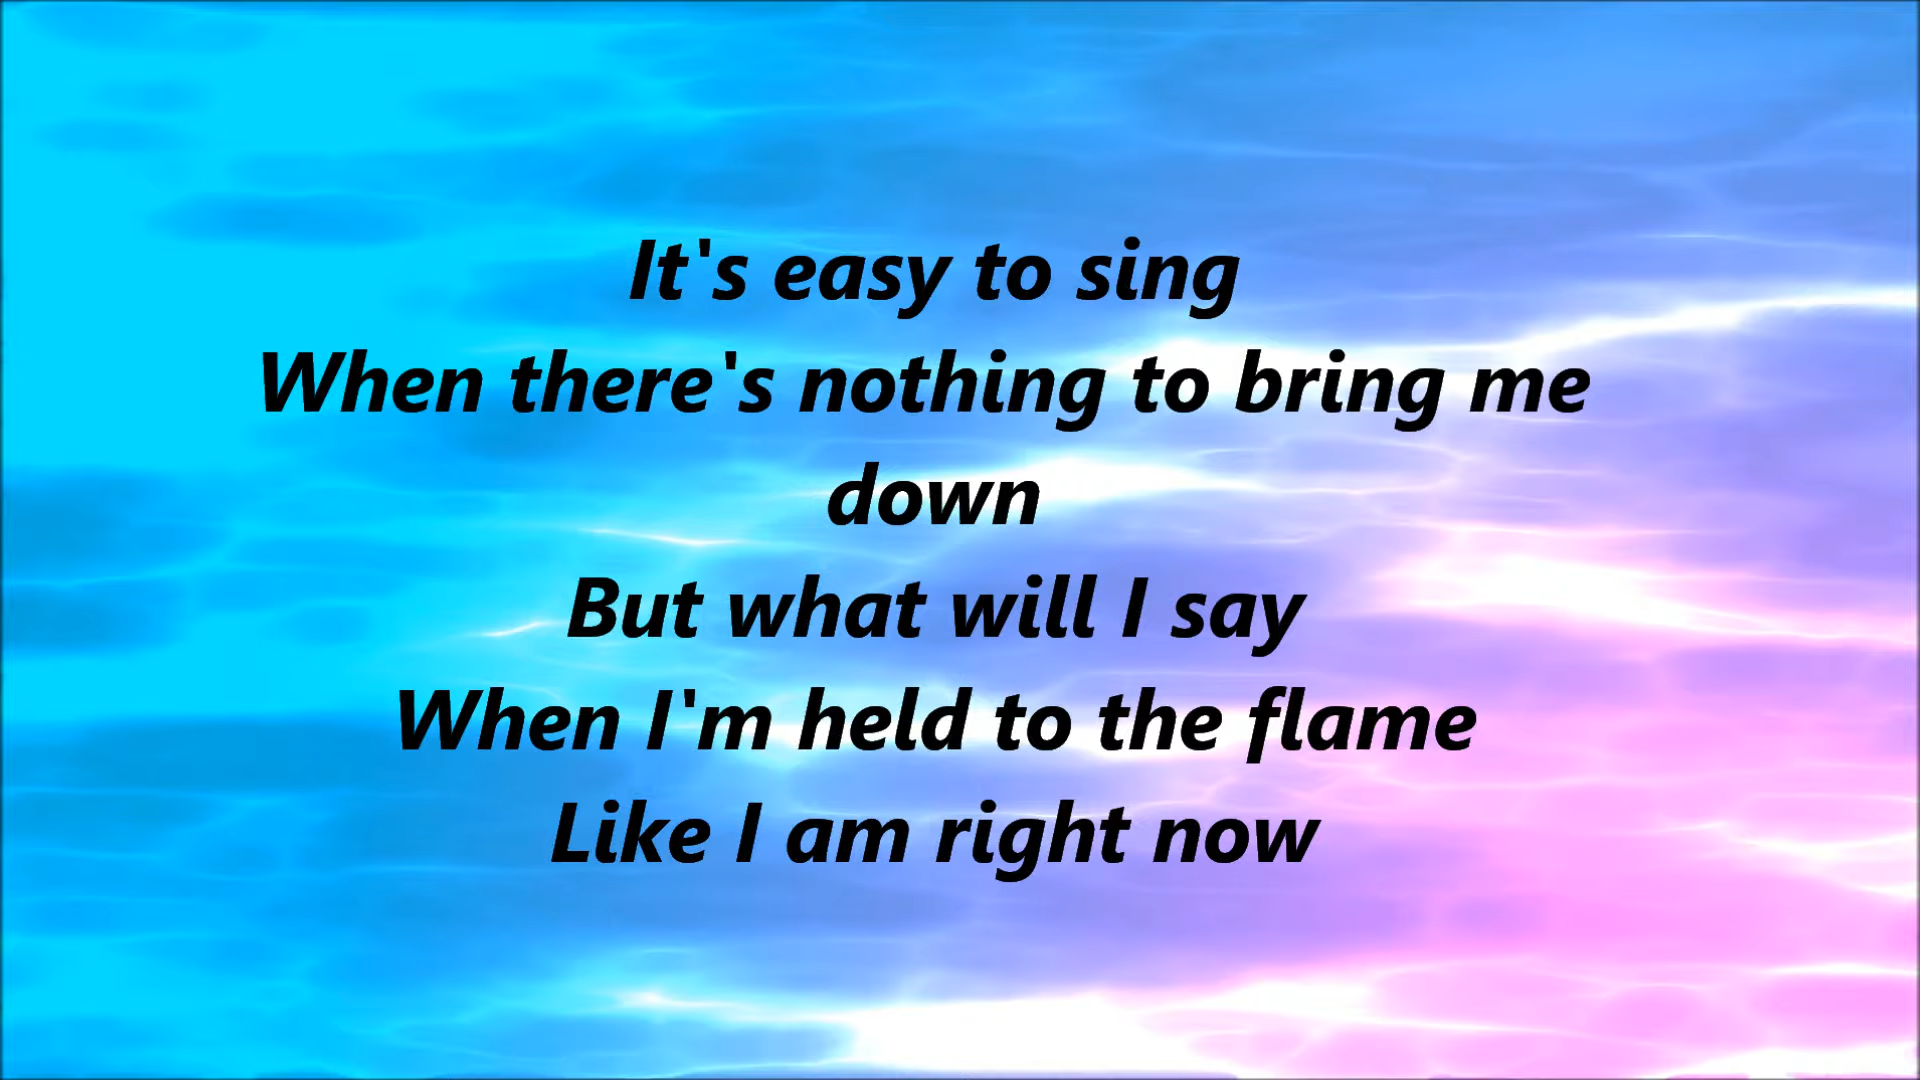 It's easy to sing
When there's nothing to bring me
down
But what will I say
When I'm held to the flame
Like I am right now